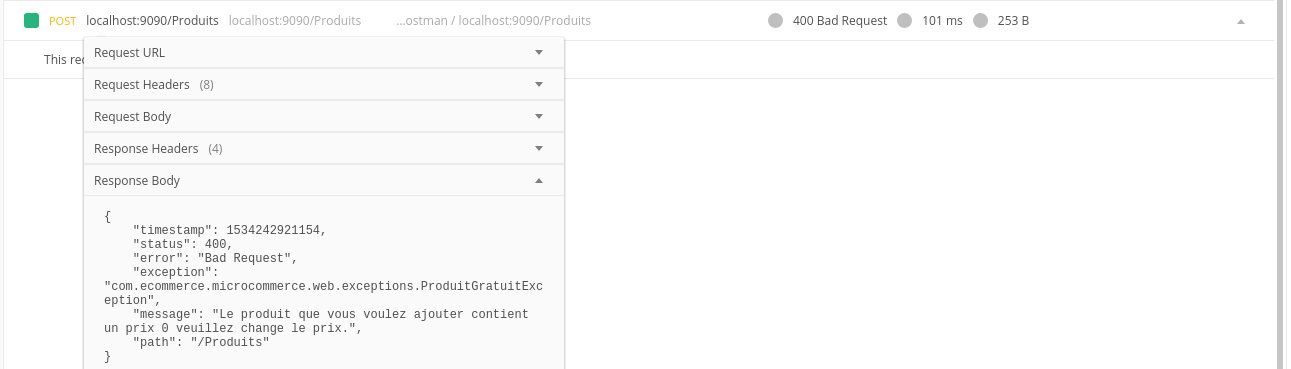 POST localhost:9090/Produits localhost:9090/Produits ...ostman / localhost:9090/Produits 400 Bad Request 101 ms 253 B
This
Request URL
Request Headers (8)
Request Body
Response Headers (4)
Response Body
{
    "timestamp": 1534242921154,
    "status": 400,
    "error": "Bad Request",
    "exception":
"com.ecommerce.microcommerce.web.exceptions.ProduitGratuitExc
eption",
    "message": "Le produit que vous voulez ajouter contient
un prix 0 veuillez change le prix.",
    "path": "/Produits"
}